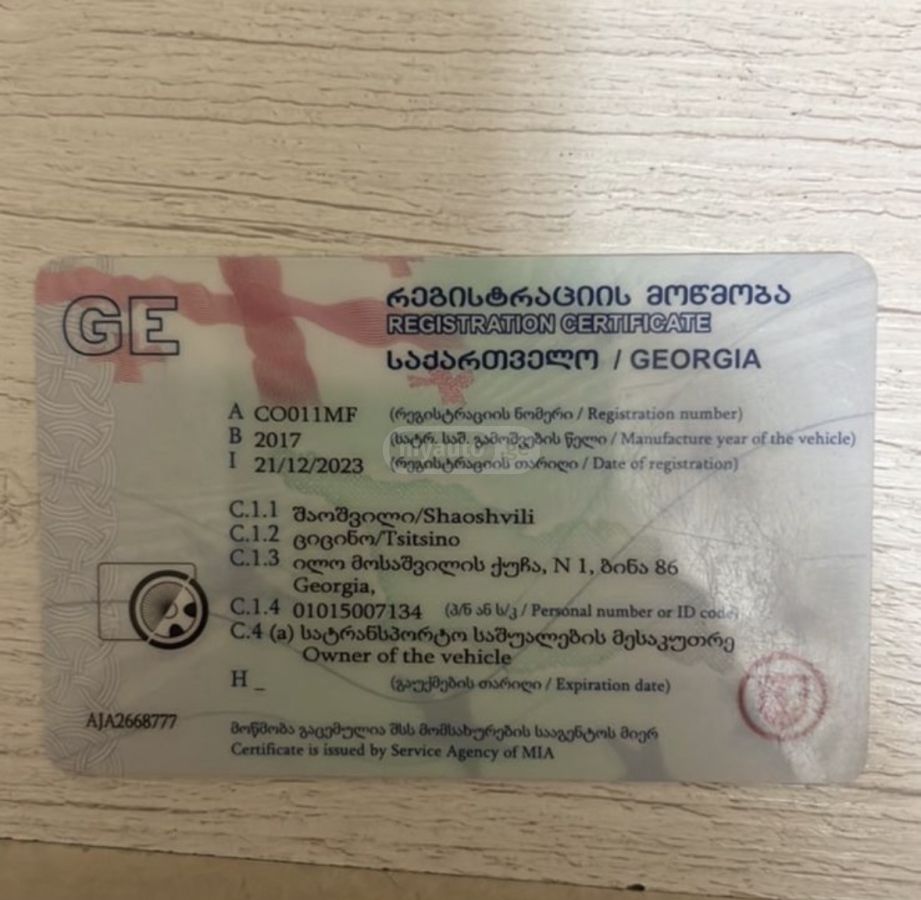 GE
რეგისტრაციის მოწმობა
REGISTRATION CERTIFICATE
საქართველო / GEORGIA
A CO011MF (რეგისტრაციის ნომერი / Registration number)
B 2017 (სატრ. საშ. გამოშვების წელი / Manufacture year of the vehicle)
myauto.ge
I 21/12/2023 (რეგისტრაციის თარიღი / Date of registration)
C.1.1 შაოშვილი/Shaoshvili
C.1.2 ციცინო/Tsitsino
C.1.3 ილო მოსაშვილის ქუჩა, N 1, ბინა 86
Georgia,
C.1.4 01015007134 (პ/ნ ან ს/კ / Personal number or ID code)
C.4 (a) სატრანსპორტო საშუალების მესაკუთრე
Owner of the vehicle
H _ (გაუქმების თარიღი / Expiration date)
AJA2668777
მოწმობა გაცემულია შსს მომსახურების სააგენტოს მიერ
Certificate is issued by Service Agency of MIA